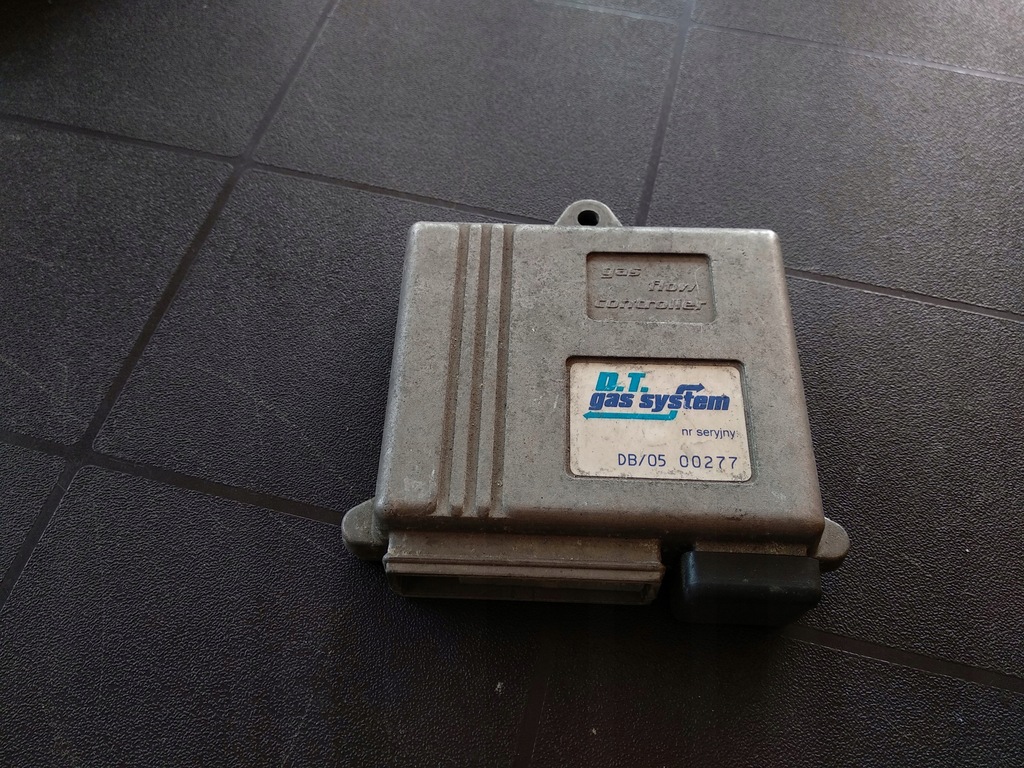 gas
flow
controller
D.T.
gas system
nr seryjny
DB/05 00277